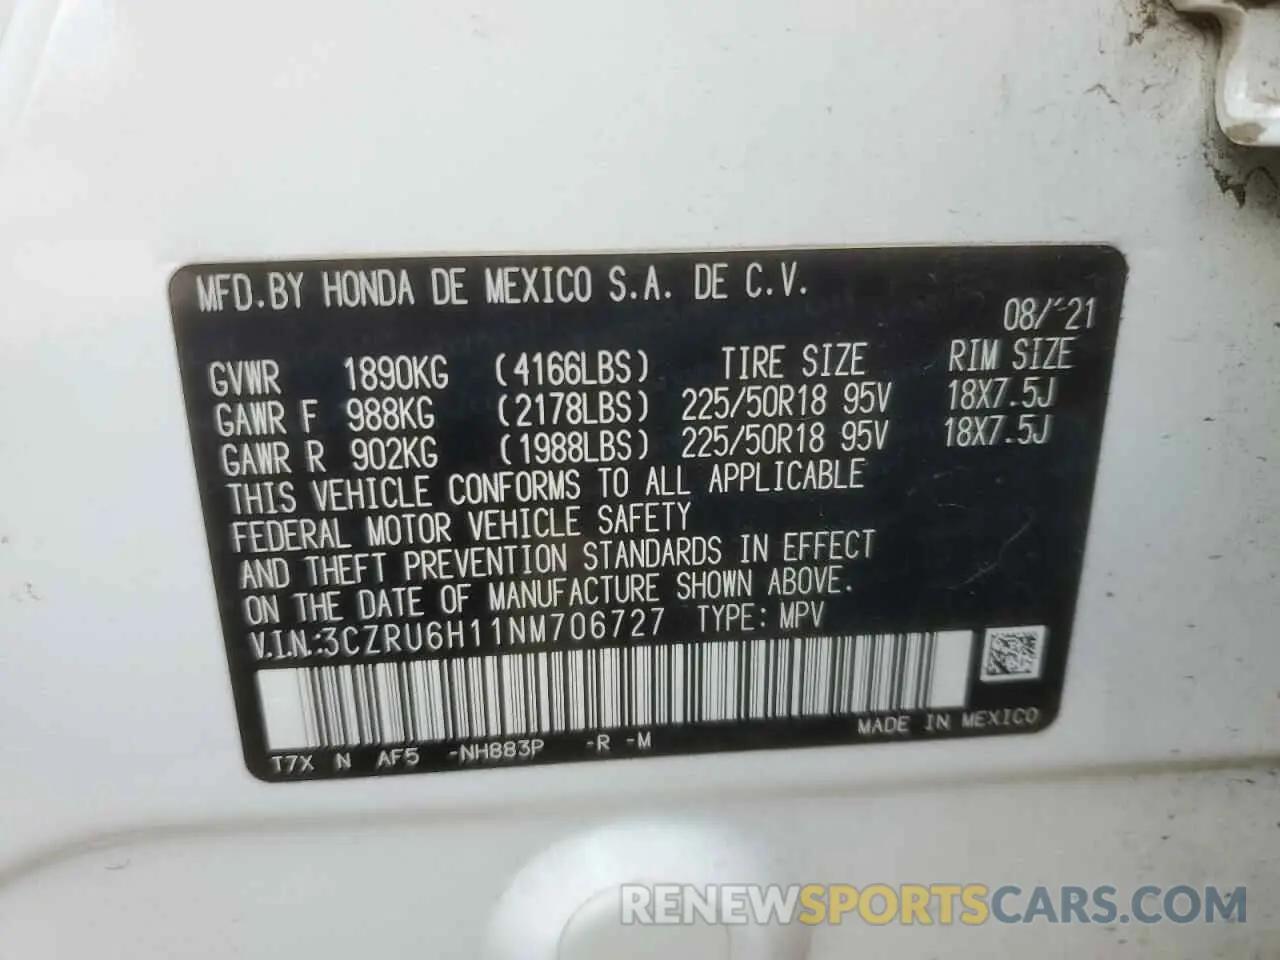 MFD.BY HONDA DE MEXICO S.A. DE C.V.
08/'21
GVWR 1890KG (4166LBS) TIRE SIZE RIM SIZE
GAWR F 988KG (2178LBS) 225/50R18 95V 18X7.5J
GAWR R 902KG (1988LBS) 225/50R18 95V 18X7.5J
THIS VEHICLE CONFORMS TO ALL APPLICABLE
FEDERAL MOTOR VEHICLE SAFETY
AND THEFT PREVENTION STANDARDS IN EFFECT
ON THE DATE OF MANUFACTURE SHOWN ABOVE.
V.I.N.:3CZRU6H11NM706727 TYPE: MPV
MADE IN MEXICO
T7X N AF5 -NH883P -R -M
RENEWSPORTSCARS.COM